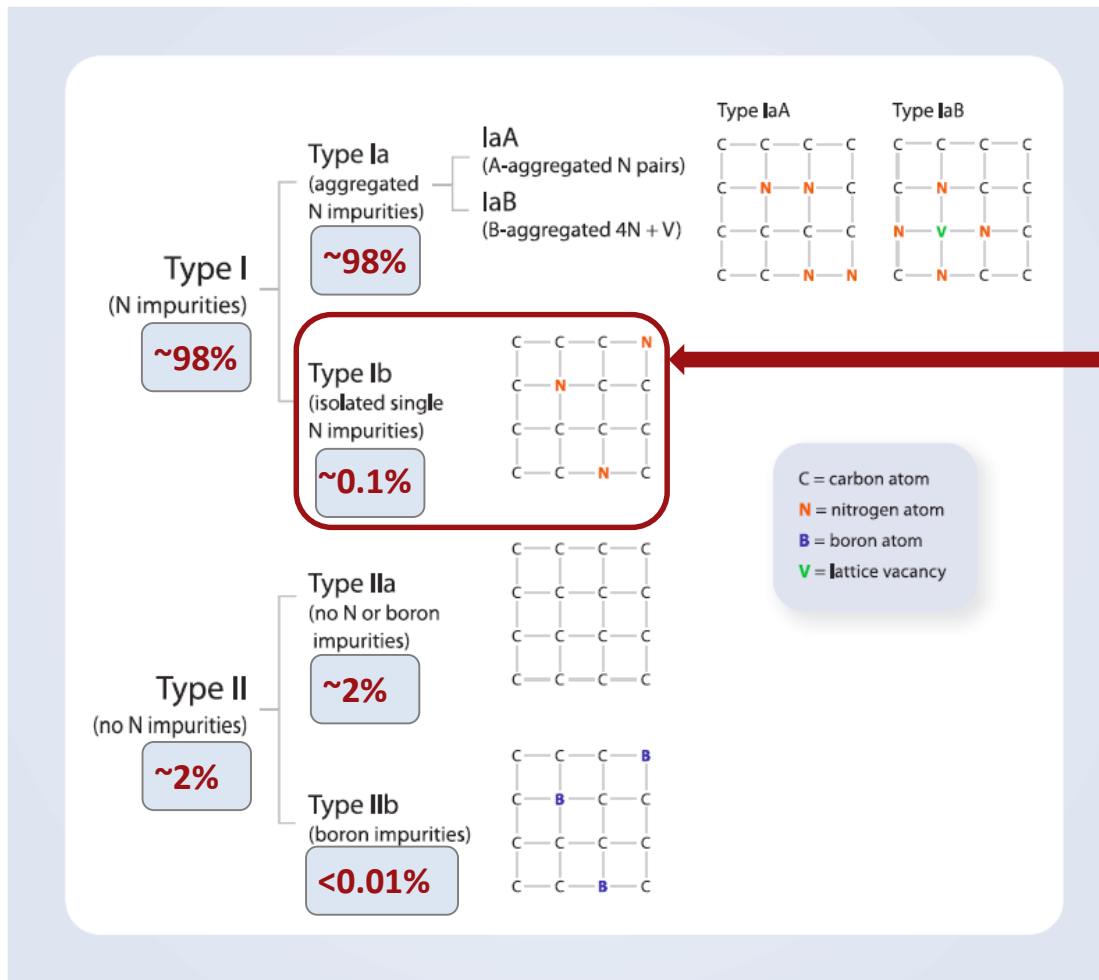 Type I
(N impurities)
~98%
Type Ia
(aggregated
N impurities)
~98%
IaA
(A-aggregated N pairs)
IaB
(B-aggregated 4N + V)
Type IaA
C C C C
C N N C
C C C C
C C N N
Type IaB
C C C C
C N C C
N V N C
C N C C
Type Ib
(isolated single
N impurities)
~0.1%
C C C N
C N C C
C C C C
C C N C
C = carbon atom
N = nitrogen atom
B = boron atom
V = lattice vacancy
Type II
(no N impurities)
~2%
Type IIa
(no N or boron
impurities)
~2%
C C C C
C C C C
C C C C
C C C C
Type IIb
(boron impurities)
<0.01%
C C C B
C B C C
C C C C
C C B C